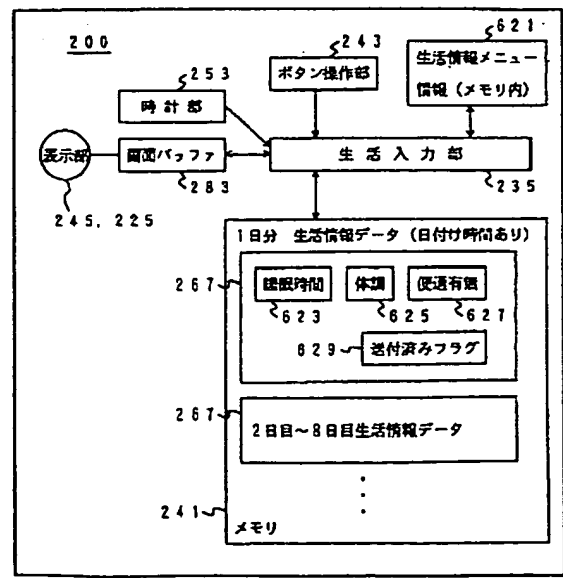 200
621
生活情報メニュー
情報(メモリ内)
243
ボタン操作部
253
時計部
表示部
画面バッファ
生活入力部
245, 225
283
235
1日分 生活情報データ(日付け時間あり)
267
睡眠時間
体調
便通有無
623
625
627
629
送付済みフラグ
267
2日目〜8日目生活情報データ
241
メモリ